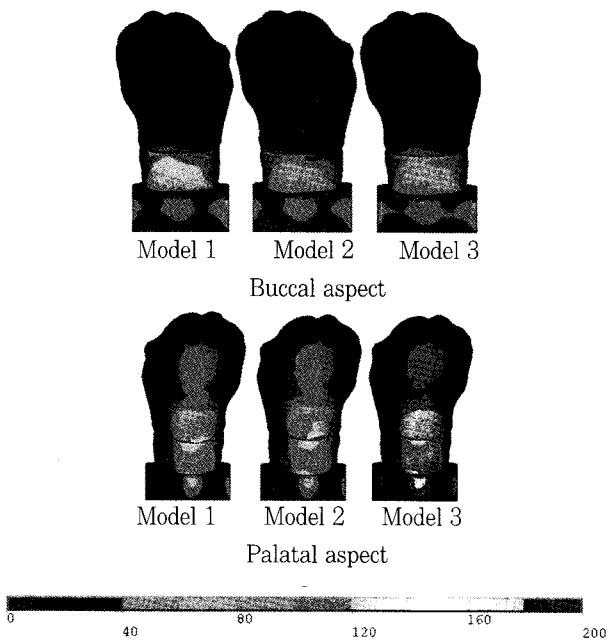 Model 1 Model 2 Model 3
Buccal aspect
Model 1 Model 2 Model 3
Palatal aspect
0 40 80 120 160 200